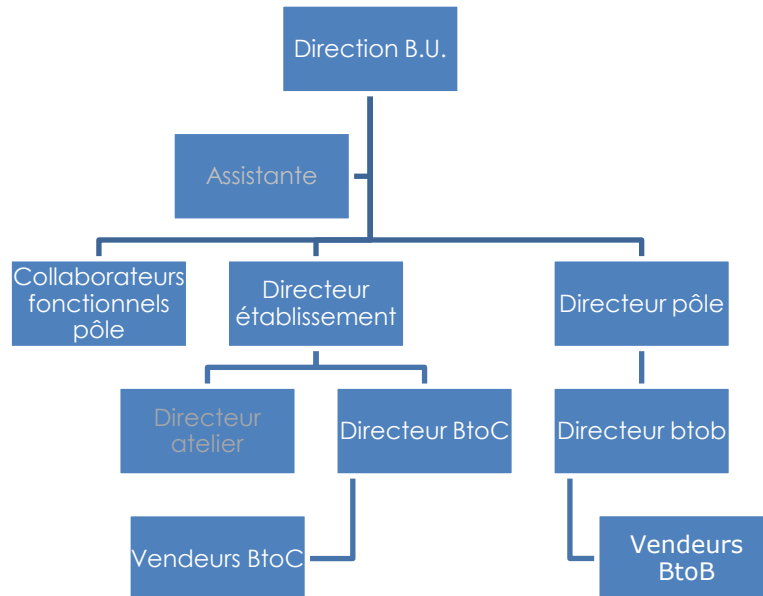 Direction B.U.
Assistante
Collaborateurs
fonctionnels
pôle
Directeur
établissement
Directeur pôle
Directeur
atelier
Directeur BtoC
Directeur btob
Vendeurs BtoC
Vendeurs
BtoB